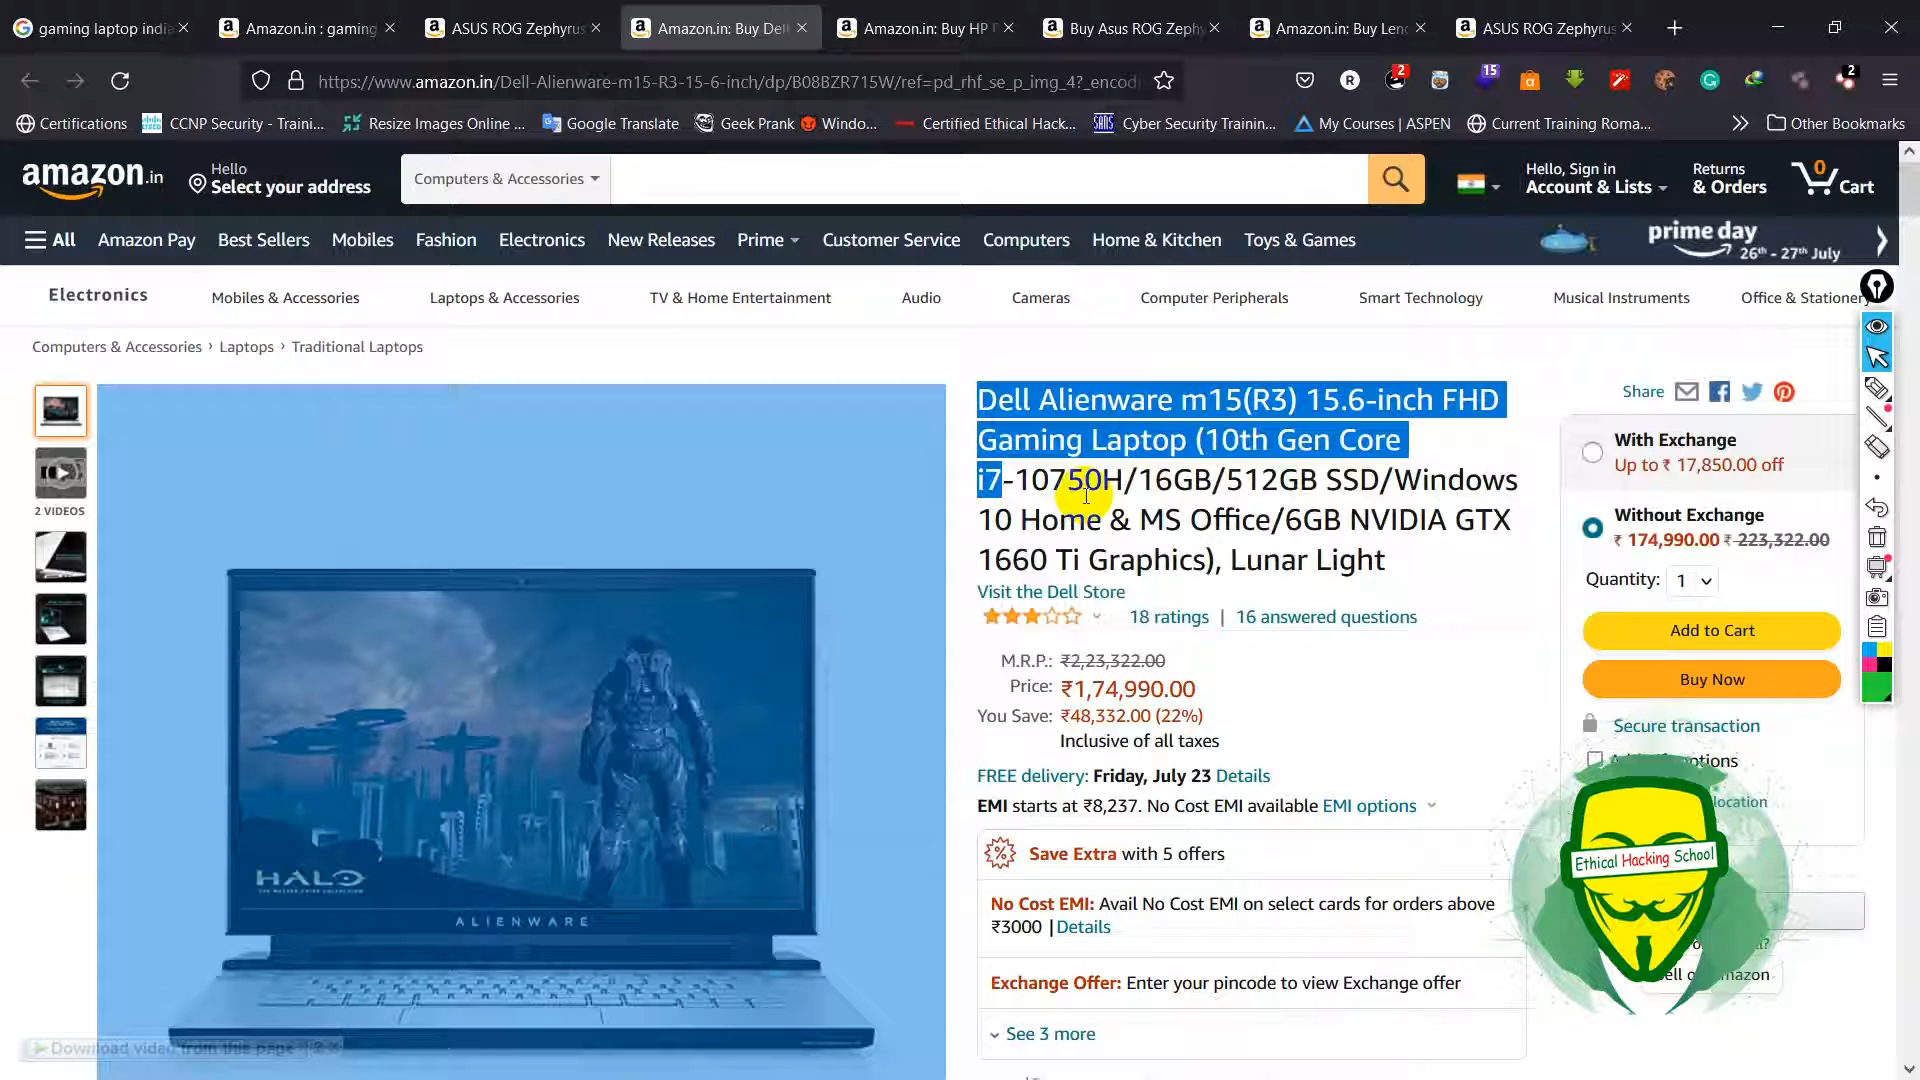 gaming laptop india
Amazon.in : gaming
ASUS ROG Zephyrus
Amazon.in: Buy Dell
Amazon.in: Buy HP
Buy Asus ROG Zeph
Amazon.in: Buy Len
ASUS ROG Zephyrus
https://www.amazon.in/Dell-Alienware-m15-R3-15-6-inch/dp/B08BZR715W/ref=pd_rhf_se_p_img_4?_encod
2
15
2
Certifications
CCNP Security - Traini...
Resize Images Online ...
Google Translate
Geek Prank
Windo...
Certified Ethical Hack...
Cyber Security Trainin...
My Courses | ASPEN
Current Training Roma...
Other Bookmarks
amazon.in
Hello
Select your address
Computers & Accessories
Hello, Sign in
Account & Lists
Returns
& Orders
0
Cart
All
Amazon Pay
Best Sellers
Mobiles
Fashion
Electronics
New Releases
Prime
Customer Service
Computers
Home & Kitchen
Toys & Games
prime day
26th - 27th July
Electronics
Mobiles & Accessories
Laptops & Accessories
TV & Home Entertainment
Audio
Cameras
Computer Peripherals
Smart Technology
Musical Instruments
Office & Stationery
Computers & Accessories › Laptops › Traditional Laptops
2 VIDEOS
HALO
ALIENWARE
Download video from this page
Dell Alienware m15(R3) 15.6-inch FHD
Gaming Laptop (10th Gen Core
i7-10750H/16GB/512GB SSD/Windows
10 Home & MS Office/6GB NVIDIA GTX
1660 Ti Graphics), Lunar Light
Visit the Dell Store
18 ratings | 16 answered questions
M.R.P.: ₹2,23,322.00
Price: ₹1,74,990.00
You Save: ₹48,332.00 (22%)
Inclusive of all taxes
FREE delivery: Friday, July 23 Details
EMI starts at ₹8,237. No Cost EMI available EMI options
Save Extra with 5 offers
No Cost EMI: Avail No Cost EMI on select cards for orders above
₹3000 | Details
Exchange Offer: Enter your pincode to view Exchange offer
See 3 more
Share
With Exchange
Up to ₹ 17,850.00 off
Without Exchange
₹ 174,990.00 ₹ 223,322.00
Quantity: 1
Add to Cart
Buy Now
Secure transaction
location
Ethical Hacking School